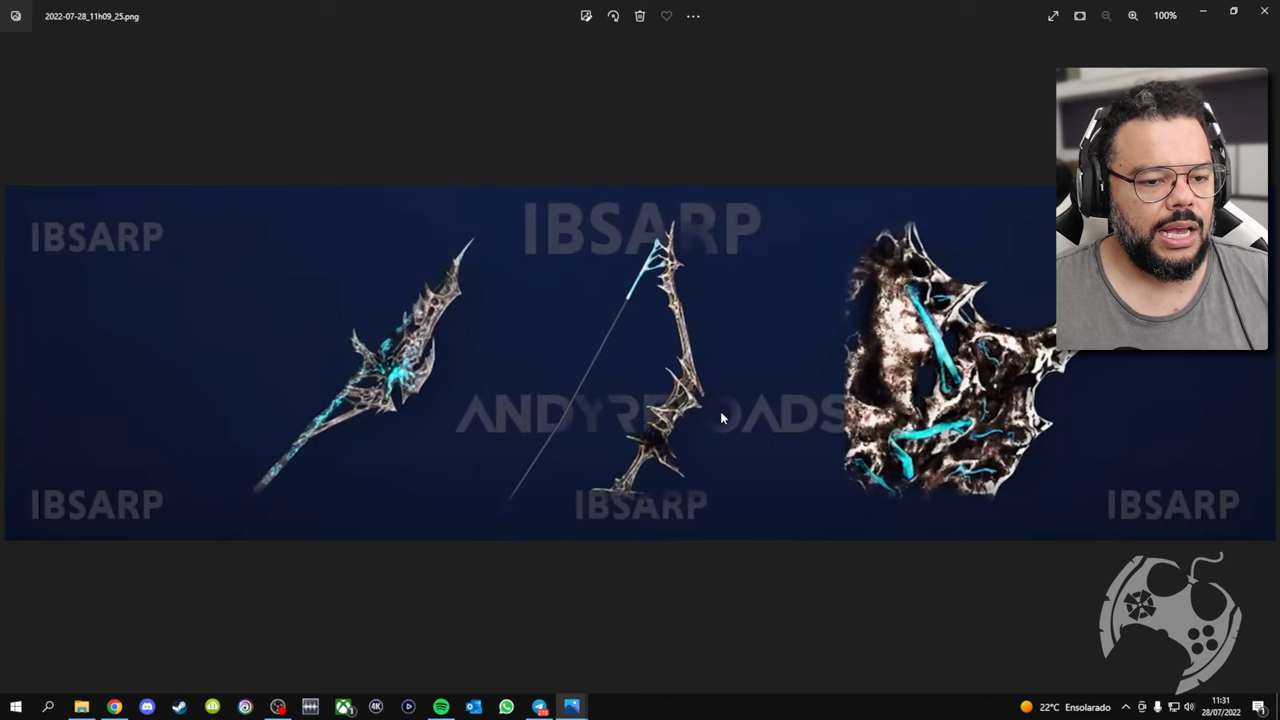 2022-07-28_11h09_25.png
100%
IBSARP
IBSARP
IBSARP
IBSARP
IBSARP
22°C Ensolarado
11:31
28/07/2022